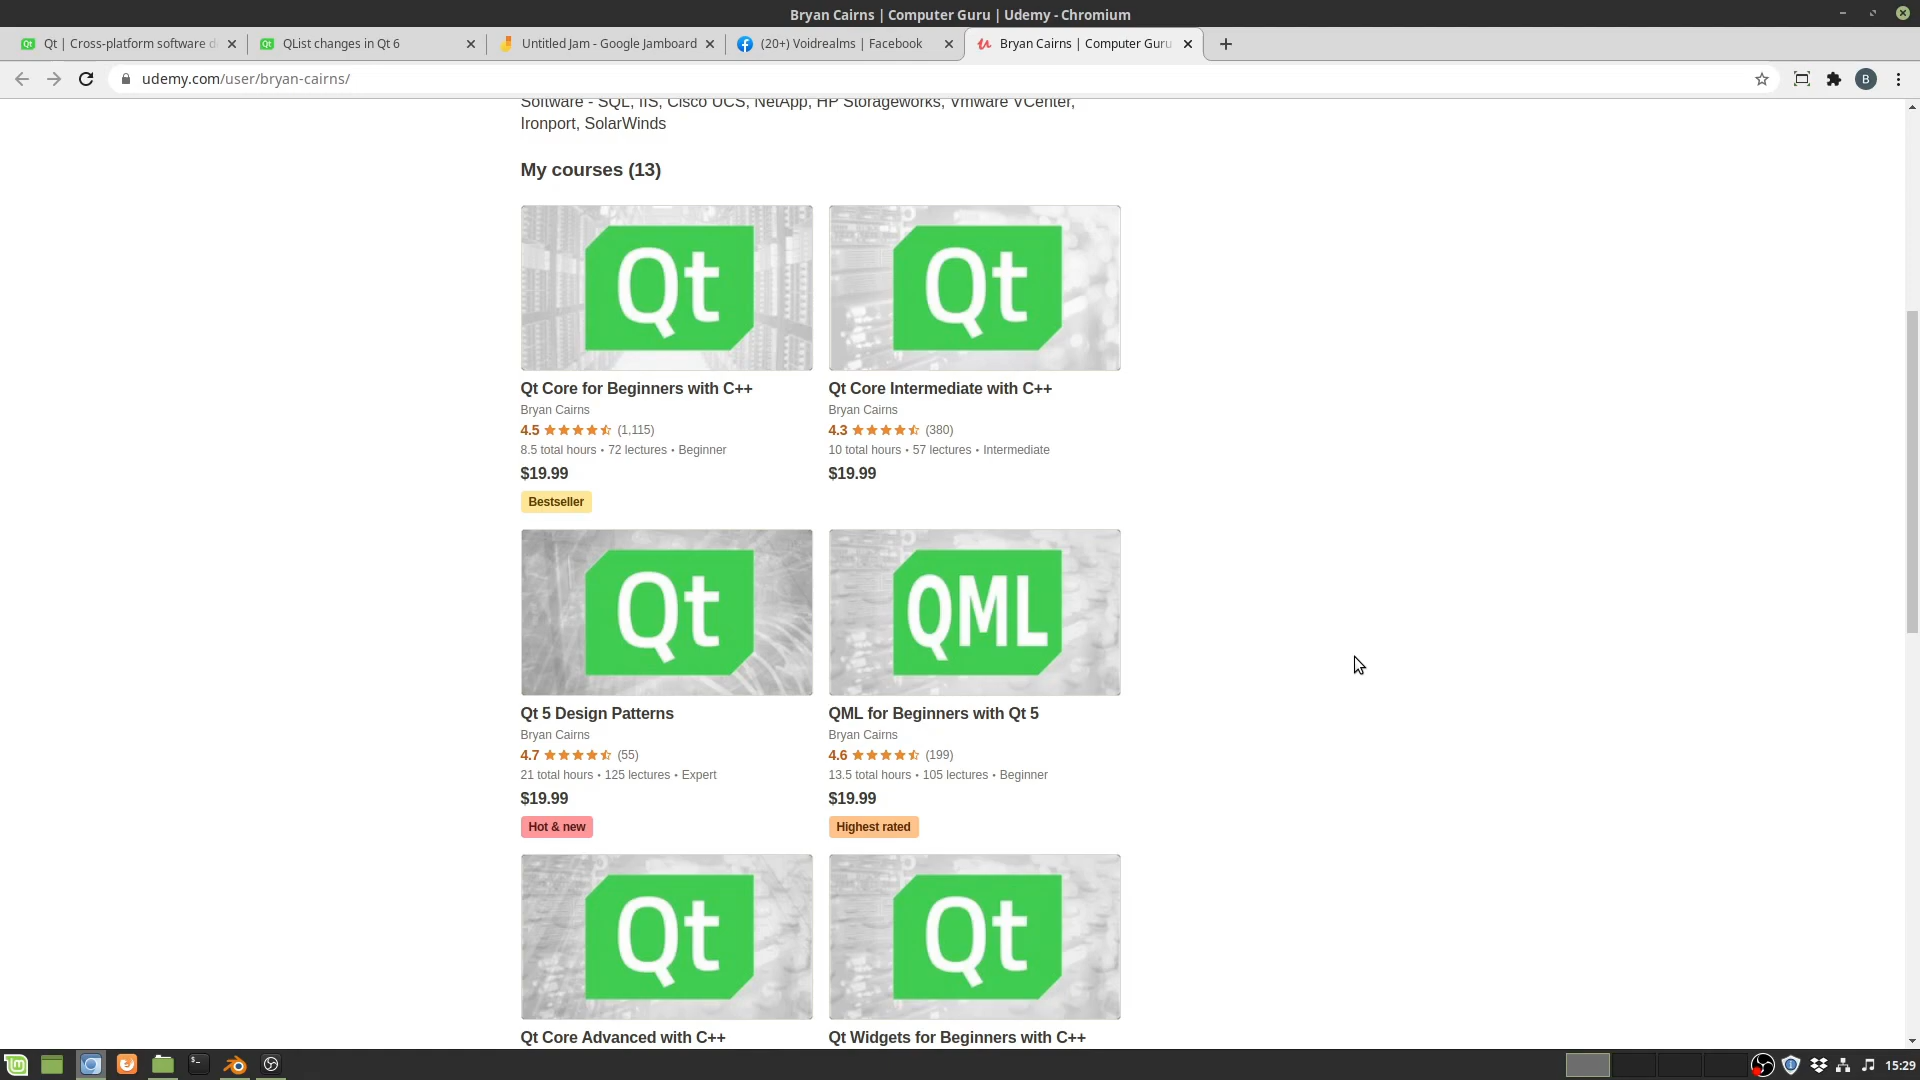 Bryan Cairns | Computer Guru | Udemy - Chromium
Qt | Cross-platform software d
QList changes in Qt 6
Untitled Jam - Google Jamboard
(20+) Voidrealms | Facebook
Bryan Cairns | Computer Guru
udemy.com/user/bryan-cairns/
B
Software - SQL, IIS, Cisco UCS, NetApp, HP Storageworks, Vmware VCenter,
Ironport, SolarWinds
My courses (13)
Qt
Qt
Qt Core for Beginners with C++
Bryan Cairns
4.5 (1,115)
8.5 total hours • 72 lectures • Beginner
$19.99
Bestseller
Qt Core Intermediate with C++
Bryan Cairns
4.3 (380)
10 total hours • 57 lectures • Intermediate
$19.99
Qt
QML
Qt 5 Design Patterns
Bryan Cairns
4.7 (55)
21 total hours • 125 lectures • Expert
$19.99
Hot & new
QML for Beginners with Qt 5
Bryan Cairns
4.6 (199)
13.5 total hours • 105 lectures • Beginner
$19.99
Highest rated
Qt
Qt
Qt Core Advanced with C++
Qt Widgets for Beginners with C++
15:29